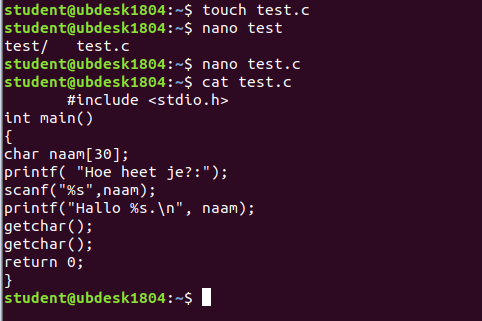 student@ubdesk1804:~$ touch test.c
student@ubdesk1804:~$ nano test
test/   test.c
student@ubdesk1804:~$ nano test.c
student@ubdesk1804:~$ cat test.c
       #include <stdio.h>
int main()
{
char naam[30];
printf( "Hoe heet je?:");
scanf("%s",naam);
printf("Hallo %s.\n", naam);
getchar();
getchar();
return 0;
}
student@ubdesk1804:~$